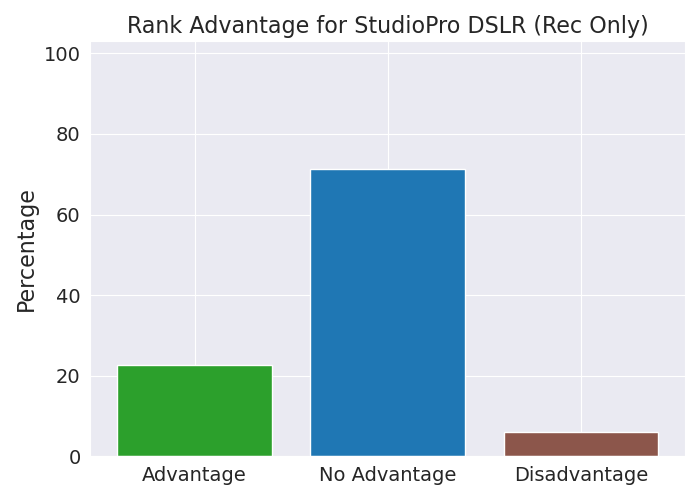 Rank Advantage for StudioPro DSLR (Rec Only)
100
80
60
40
20
0
Percentage
Advantage
No Advantage
Disadvantage